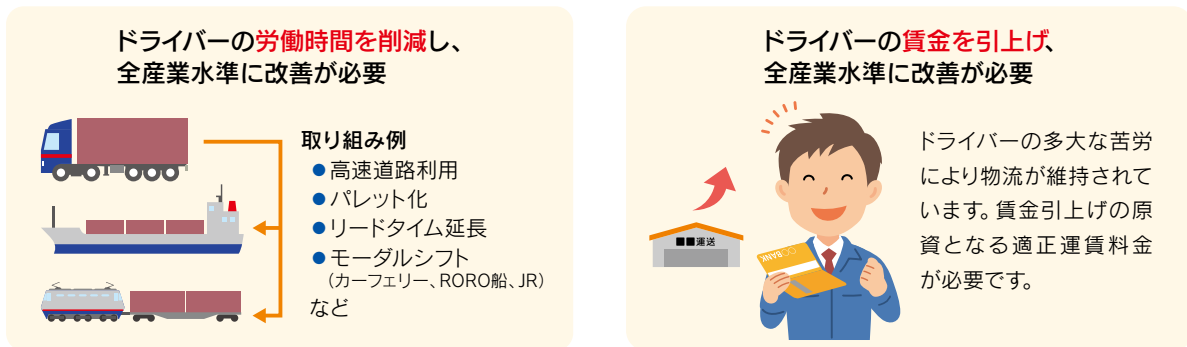 ドライバーの労働時間を削減し、
全産業水準に改善が必要
取り組み例
●高速道路利用
●パレット化
●リードタイム延長
●モーダルシフト
(カーフェリー、RORO船、JR)
など
ドライバーの賃金を引上げ、
全産業水準に改善が必要
■■運送
○○BANK
ドライバーの多大な苦労
により物流が維持されて
います。賃金引上げの原
資となる適正運賃料金
が必要です。